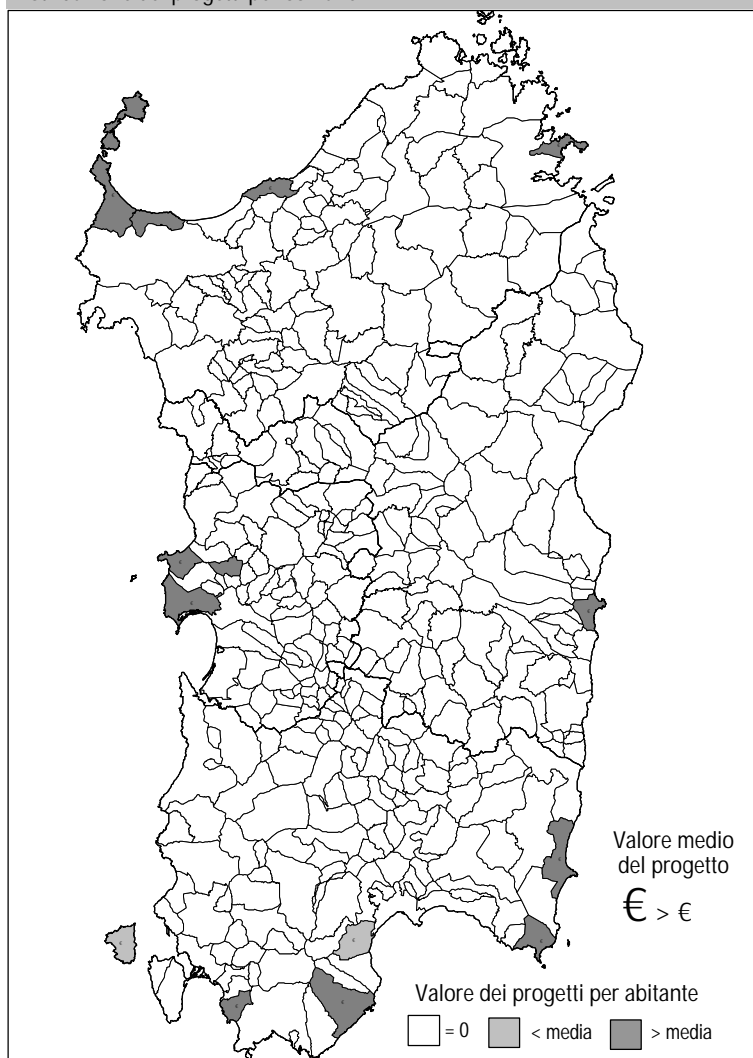 Valore medio
del progetto
€ > €
Valore dei progetti per abitante
= 0 < media > media